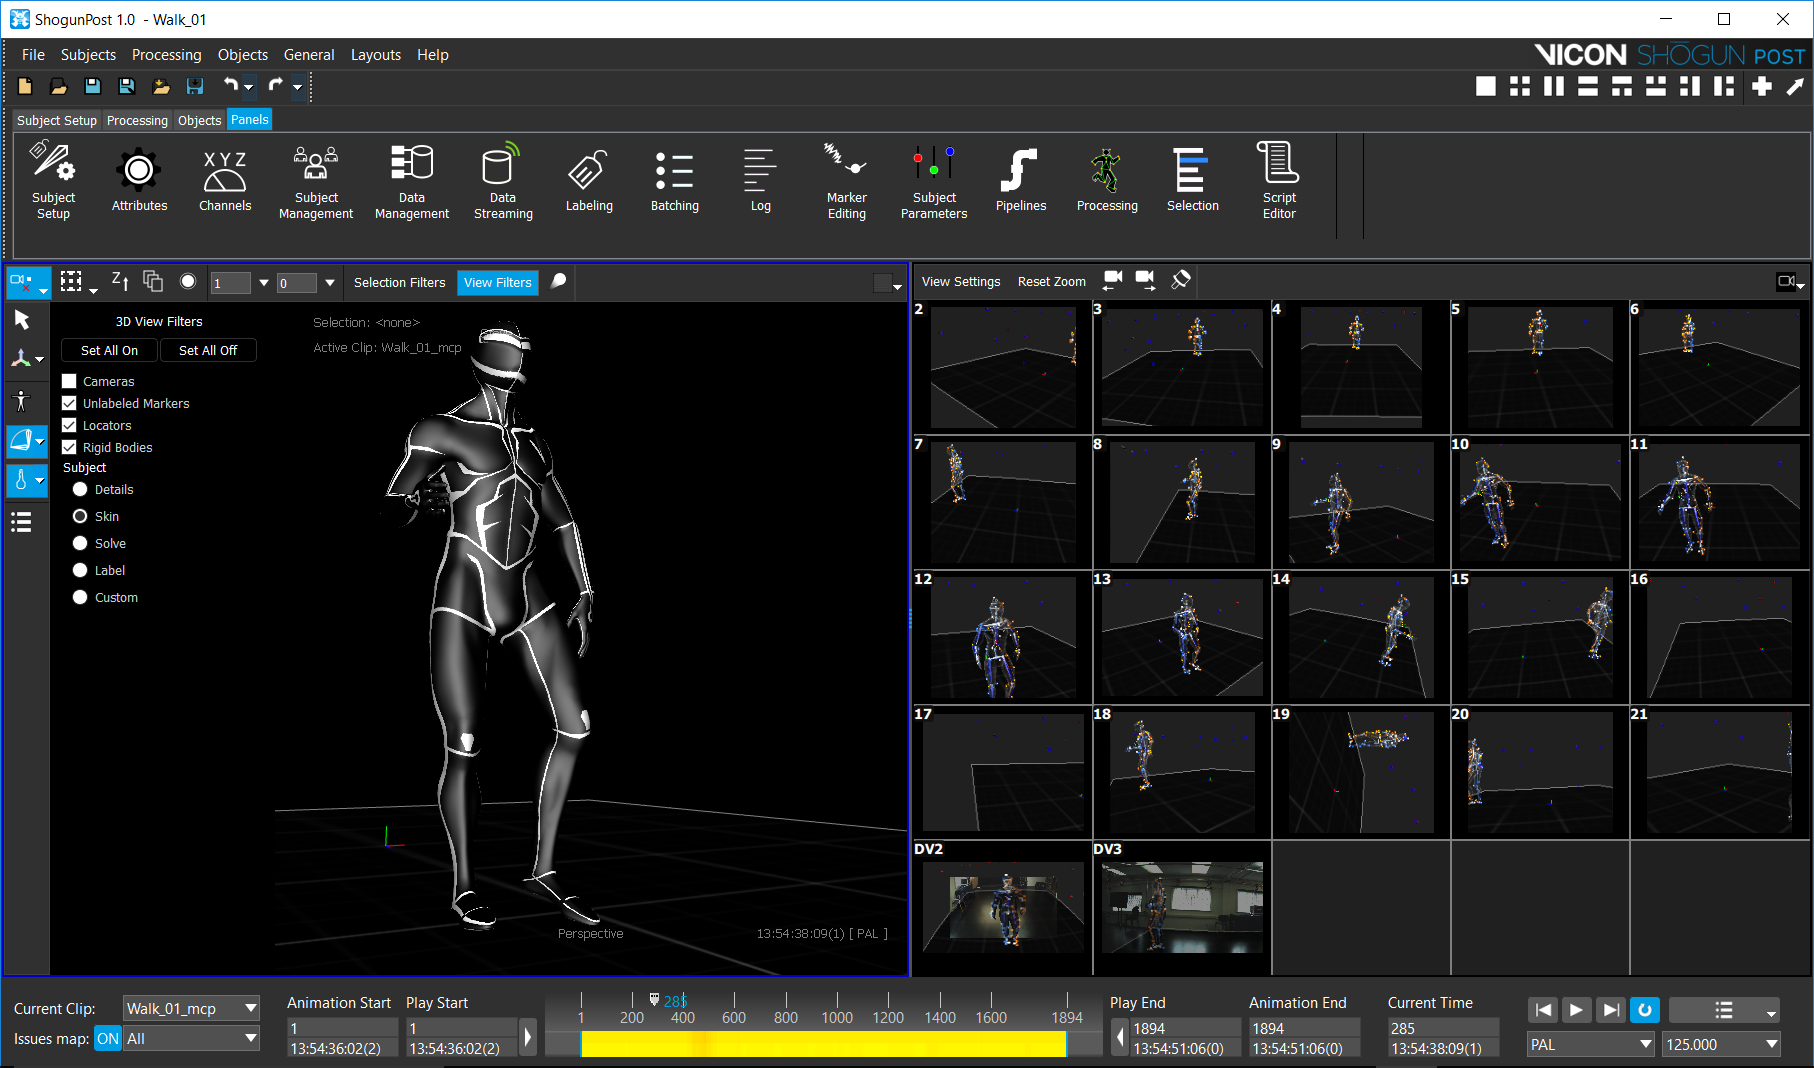 ShogunPost 1.0 - Walk_01
File Subjects Processing Objects General Layouts Help
VICON SHOGUN POST
Subject Setup Processing Objects Panels
Subject Setup
Attributes
XYZ
Channels
Subject Management
Data Management
Data Streaming
Labeling
Batching
Log
Marker Editing
Subject Parameters
Pipelines
Processing
Selection
Script Editor
Z 1 0 Selection Filters View Filters
View Settings Reset Zoom
3D View Filters
Set All On Set All Off
Cameras
Unlabeled Markers
Locators
Rigid Bodies
Subject
Details
Skin
Solve
Label
Custom
Selection: <none>
Active Clip: Walk_01_mcp
Perspective 13:54:38:09(1) [ PAL ]
2 3 4 5 6
7 8 9 10 11
12 13 14 15 16
17 18 19 20 21
DV2 DV3
Current Clip: Walk_01_mcp
Issues map: ON All
Animation Start
1
13:54:36:02(2)
Play Start
1
13:54:36:02(2)
285
1 200 400 600 800 1000 1200 1400 1600 1894
Play End
1894
13:54:51:06(0)
Animation End
1894
13:54:51:06(0)
Current Time
285
13:54:38:09(1)
PAL 125.000